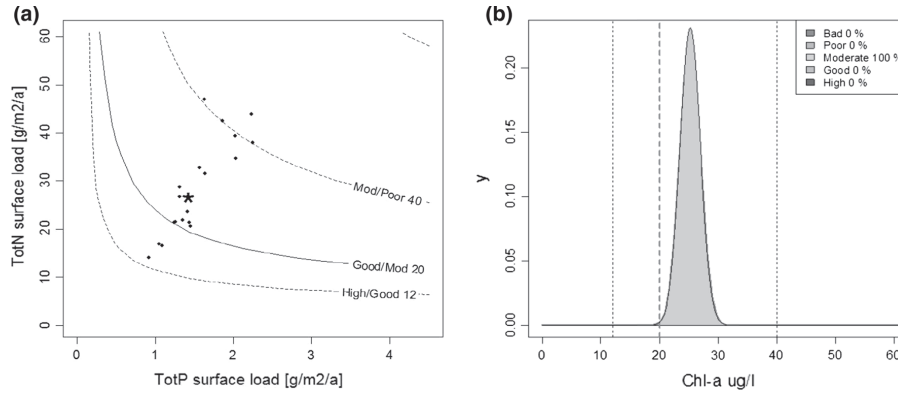 (a)
TotN surface load [g/m2/a]
60
50
40
30
20
10
0
Mod/Poor 40
Good/Mod 20
High/Good 12
0 1 2 3 4
TotP surface load [g/m2/a]
(b)
y
0.20
0.15
0.10
0.05
0.00
Bad 0 %
Poor 0 %
Moderate 100 %
Good 0 %
High 0 %
0 10 20 30 40 50 60
Chl-a ug/l